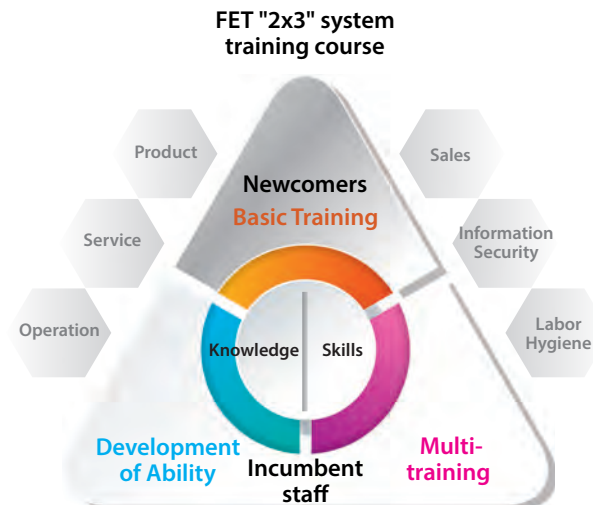 FET "2x3" system
training course
Product
Sales
Newcomers
Basic Training
Service
Information
Security
Operation
Knowledge
Skills
Labor
Hygiene
Development
of Ability
Incumbent
staff
Multi-
training